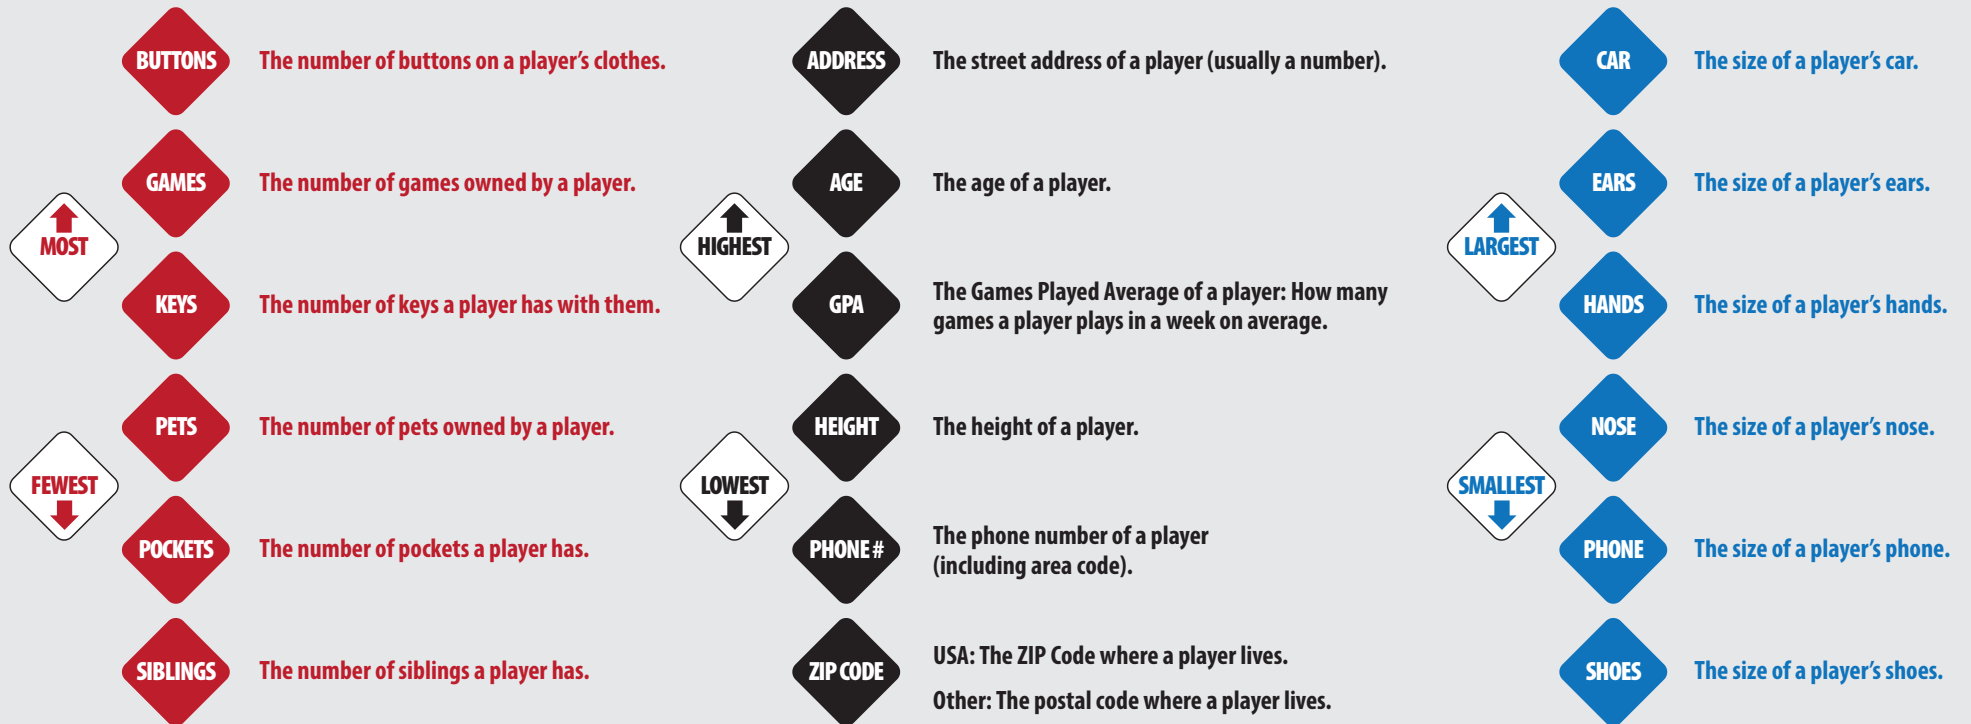 MOST
FEWEST
BUTTONS
The number of buttons on a player's clothes.
GAMES
The number of games owned by a player.
KEYS
The number of keys a player has with them.
PETS
The number of pets owned by a player.
POCKETS
The number of pockets a player has.
SIBLINGS
The number of siblings a player has.
HIGHEST
LOWEST
ADDRESS
The street address of a player (usually a number).
AGE
The age of a player.
GPA
The Games Played Average of a player: How many
games a player plays in a week on average.
HEIGHT
The height of a player.
PHONE #
The phone number of a player
(including area code).
ZIP CODE
USA: The ZIP Code where a player lives.
Other: The postal code where a player lives.
LARGEST
SMALLEST
CAR
The size of a player's car.
EARS
The size of a player's ears.
HANDS
The size of a player's hands.
NOSE
The size of a player's nose.
PHONE
The size of a player's phone.
SHOES
The size of a player's shoes.